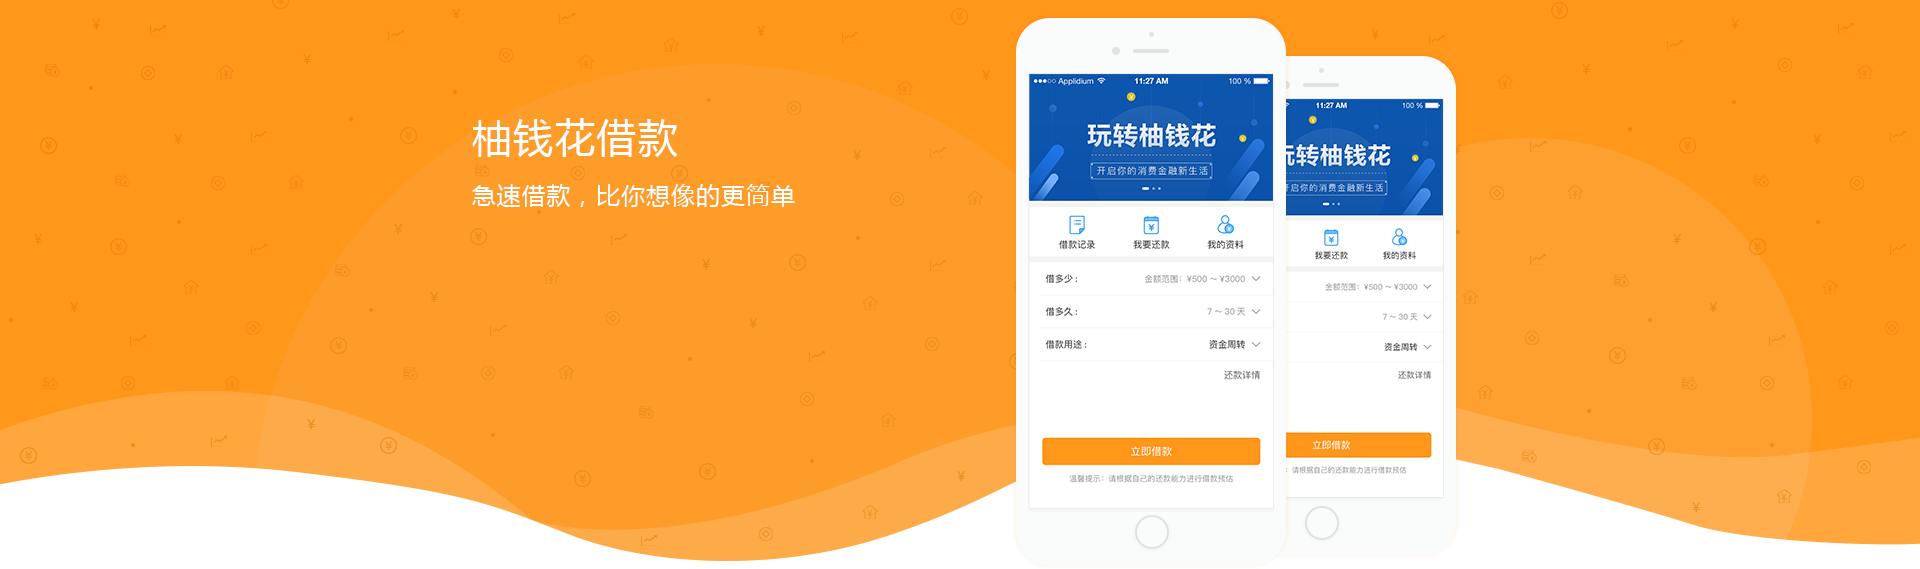 柚钱花借款
急速借款，比你想像的更简单
Applidium 11:27 AM 100 %
玩转柚钱花
开启你的消费金融新生活
借款记录 我要还款 我的资料
借多少： 金额范围：¥500 ～ ¥3000
借多久： 7 ～ 30 天
借款用途： 资金周转
还款详情
立即借款
温馨提示：请根据自己的还款能力进行借款预估
11:27 AM 100 %
玩转柚钱花
开启你的消费金融新生活
我要还款 我的资料
金额范围：¥500 ～ ¥3000
7 ～ 30 天
资金周转
还款详情
立即借款
：请根据自己的还款能力进行借款预估